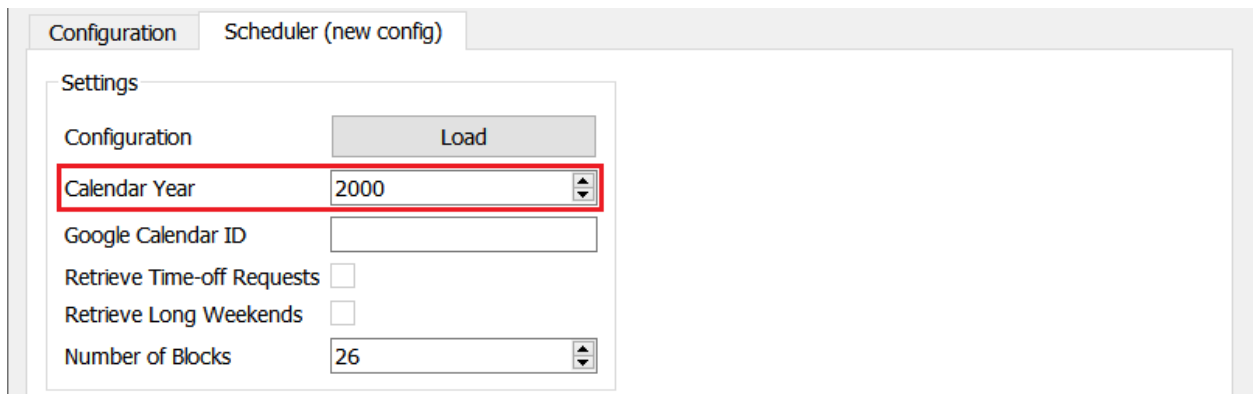 Configuration Scheduler (new config)
Settings
Configuration Load
Calendar Year 2000
Google Calendar ID
Retrieve Time-off Requests
Retrieve Long Weekends
Number of Blocks 26